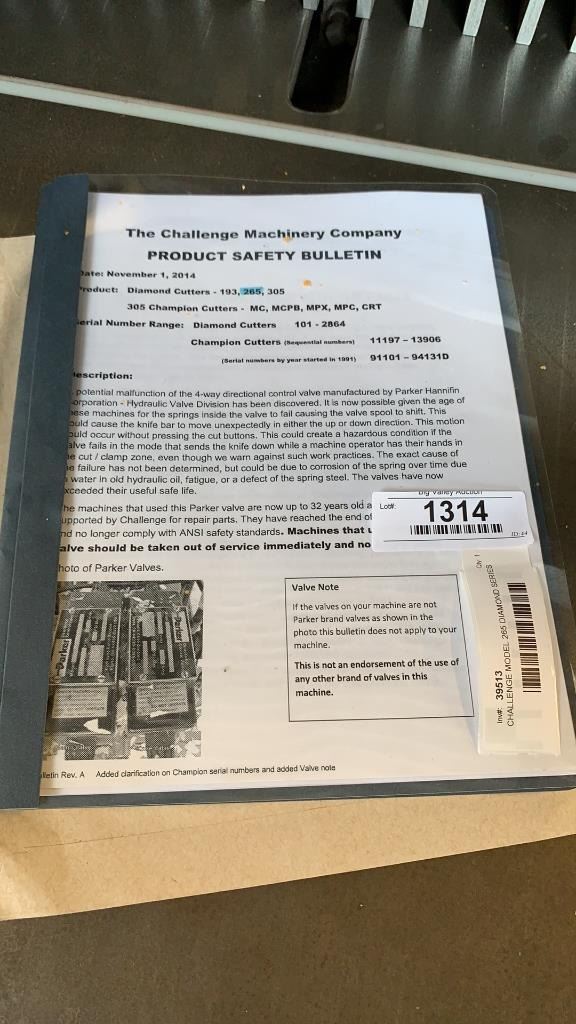 The Challenge Machinery Company
PRODUCT SAFETY BULLETIN
Date: November 1, 2014
Product: Diamond Cutters - 193, 265, 305
305 Champion Cutters - MC, MCPB, MPX, MPC, CRT
erial Number Range: Diamond Cutters 101 - 2864
Champion Cutters (Sequential numbers) 11197 – 13906
(Serial numbers by year started in 1991) 91101 – 94131D
escription:
potential malfunction of the 4-way directional control valve manufactured by Parker Hannifin
orporation - Hydraulic Valve Division has been discovered. It is now possible given the age of
ese machines for the springs inside the valve to fail causing the valve spool to shift. This
ould cause the knife bar to move unexpectedly in either the up or down direction. This motion
ould occur without pressing the cut buttons. This could create a hazardous condition if the
alve fails in the mode that sends the knife down while a machine operator has their hands in
e cut / clamp zone, even though we warn against such work practices. The exact cause of
e failure has not been determined, but could be due to corrosion of the spring over time due
water in old hydraulic oil, fatigue, or a defect of the spring steel. The valves have now
xceeded their useful safe life.
he machines that used this Parker valve are now up to 32 years old a
upported by Challenge for repair parts. They have reached the end of
nd no longer comply with ANSI safety standards. Machines that u
alve should be taken out of service immediately and no
hoto of Parker Valves.
Parker
Parker
Valve Note
If the valves on your machine are not
Parker brand valves as shown in the
photo this bulletin does not apply to your
machine.
This is not an endorsement of the use of
any other brand of valves in this
machine.
lletin Rev. A Added clarification on Champion serial numbers and added Valve note
Valley Auction
Lot#:
1314
Inv#: 39513
CHALLENGE MODEL 265 DIAMOND SERIES
Qty 1